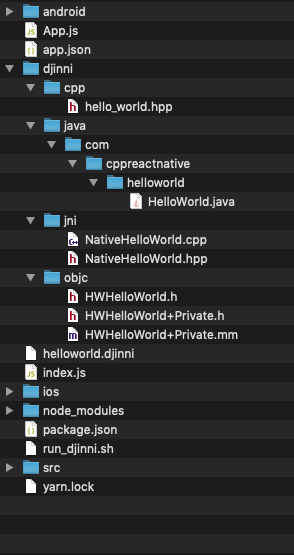 android
App.js
app.json
djinni
cpp
hello_world.hpp
java
com
cppreactnative
helloworld
HelloWorld.java
jni
NativeHelloWorld.cpp
NativeHelloWorld.hpp
objc
HWHelloWorld.h
HWHelloWorld+Private.h
HWHelloWorld+Private.mm
helloworld.djinni
index.js
ios
node_modules
package.json
run_djinni.sh
src
yarn.lock